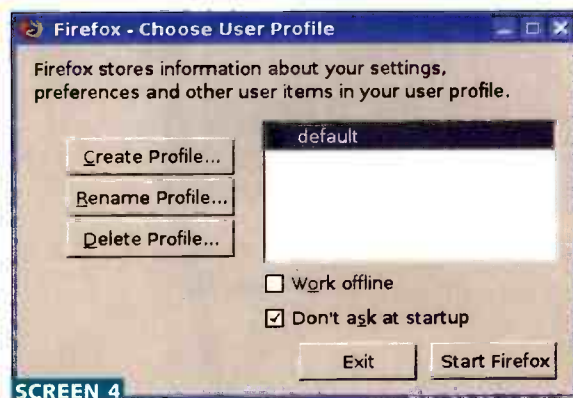 Firefox - Choose User Profile
Firefox stores information about your settings,
preferences and other user items in your user profile.
Create Profile...
Rename Profile...
Delete Profile...
default
Work offline
Don't ask at startup
Exit
Start Firefox
SCREEN 4